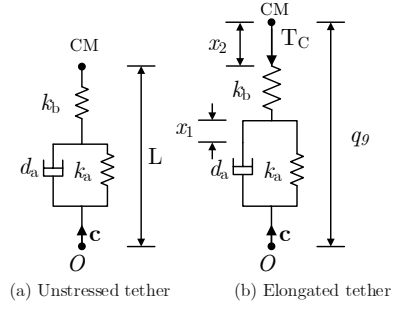 CM
k_b
d_a
k_a
L
c
O
(a) Unstressed tether
CM
x_2
T_C
k_b
x_1
d_a
k_a
q_9
c
O
(b) Elongated tether